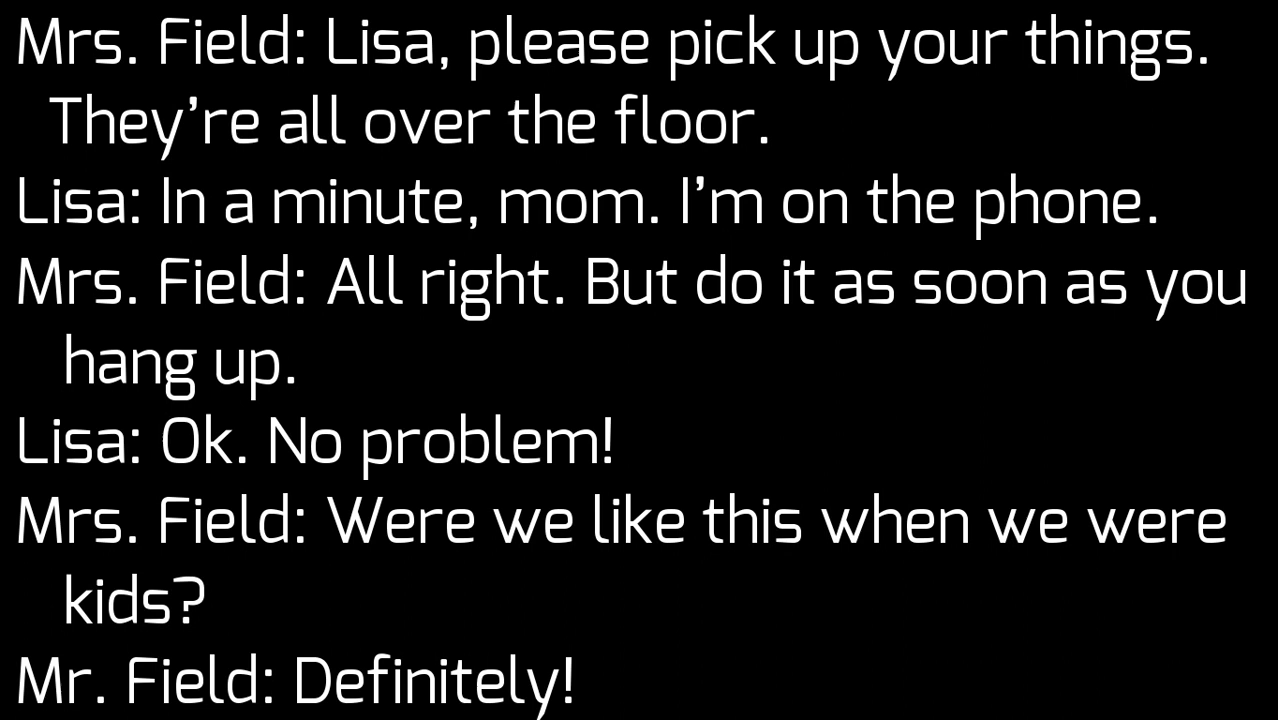 Mrs. Field: Lisa, please pick up your things.
They’re all over the floor.
Lisa: In a minute, mom. I’m on the phone.
Mrs. Field: All right. But do it as soon as you
hang up.
Lisa: Ok. No problem!
Mrs. Field: Were we like this when we were
kids?
Mr. Field: Definitely!